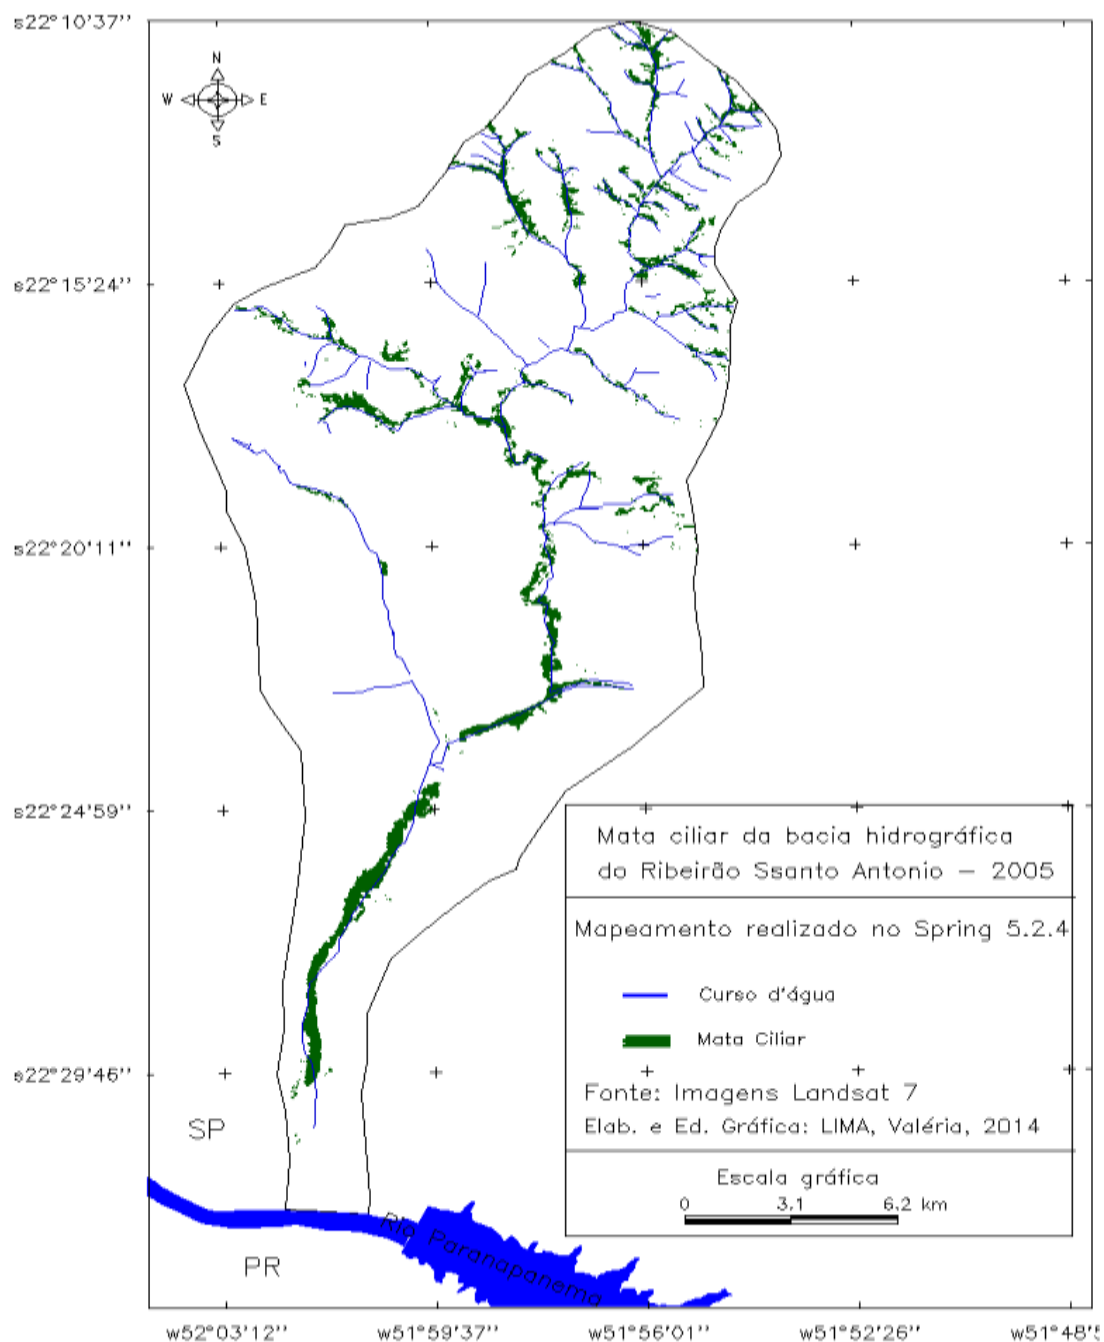 s22°10'37''
N
W
E
S
s22°15'24''
s22°20'11''
s22°24'59''
Mata ciliar da bacia hidrográfica
do Ribeirão Ssanto Antonio – 2005
Mapeamento realizado no Spring 5.2.4
Curso d'água
Mata Ciliar
s22°29'46''
Fonte: Imagens Landsat 7
Elab. e Ed. Gráfica: LIMA, Valéria, 2014
SP
Escala gráfica
0 3.1 6.2 km
Rio Paranapanema
PR
w52°03'12'' w51°59'37'' w51°56'01'' w51°52'26''